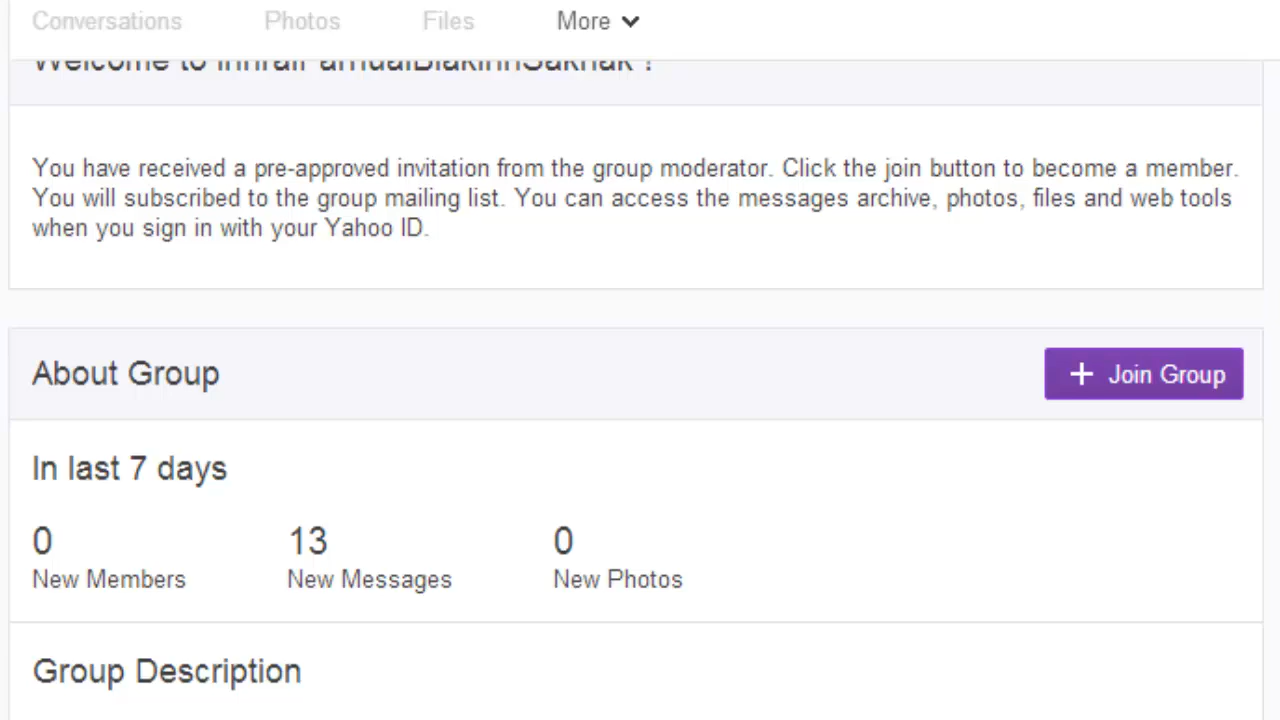 Conversations Photos Files More
Welcome to
You have received a pre-approved invitation from the group moderator. Click the join button to become a member.
You will subscribed to the group mailing list. You can access the messages archive, photos, files and web tools
when you sign in with your Yahoo ID.
About Group
+ Join Group
In last 7 days
0 13 0
New Members New Messages New Photos
Group Description